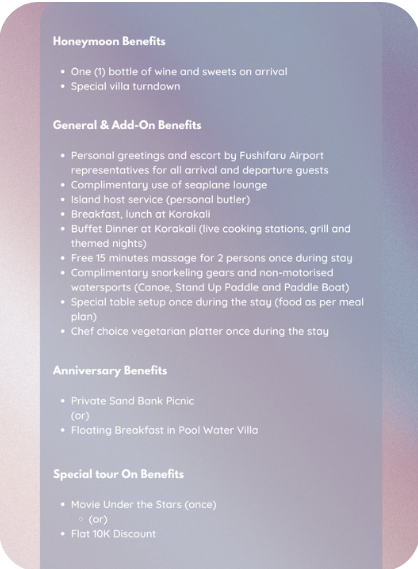 Honeymoon Benefits
• One (1) bottle of wine and sweets on arrival
• Special villa turndown
General & Add-On Benefits
• Personal greetings and escort by Fushifaru Airport
representatives for all arrival and departure guests
• Complimentary use of seaplane lounge
• Island host service (personal butler)
• Breakfast, lunch at Korakali
• Buffet Dinner at Korakali (live cooking stations, grill and
themed nights)
• Free 15 minutes massage for 2 persons once during stay
• Complimentary snorkeling gears and non-motorised
watersports (Canoe, Stand Up Paddle and Paddle Boat)
• Special table setup once during the stay (food as per meal
plan)
• Chef choice vegetarian platter once during the stay
Anniversary Benefits
• Private Sand Bank Picnic
(or)
• Floating Breakfast in Pool Water Villa
Special tour On Benefits
• Movie Under the Stars (once)
◦ (or)
• Flat 10K Discount